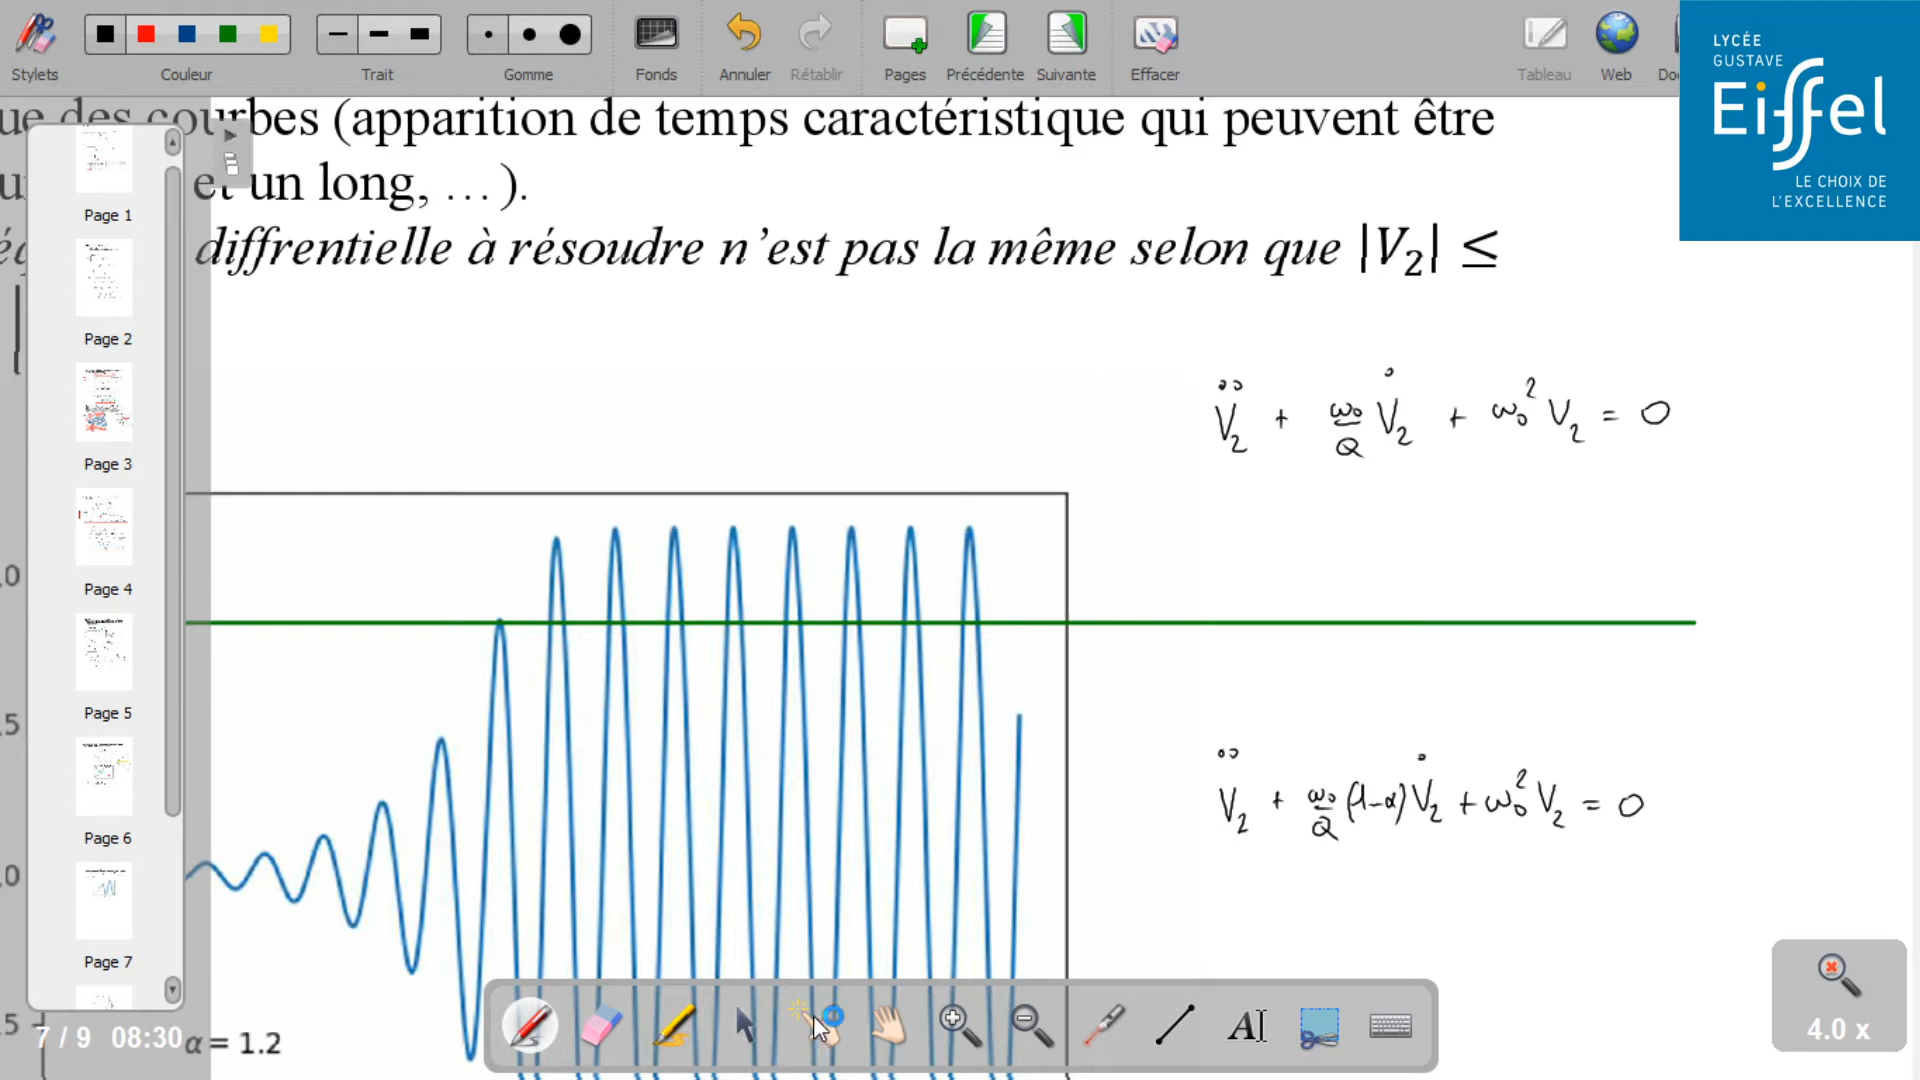 Stylets
Couleur
Trait
Gomme
Fonds
Annuler
Rétablir
Pages
Précédente
Suivante
Effacer
Tableau
Web
LYCÉE
GUSTAVE
Eiffel
LE CHOIX DE
L'EXCELLENCE
ue des courbes (apparition de temps caractéristique qui peuvent être
et un long, …).
diffrentielle à résoudre n'est pas la même selon que |V₂| ≤
Page 1
Page 2
Page 3
Page 4
Page 5
Page 6
Page 7
V̈₂ + ω₀/Q V̇₂ + ω₀² V₂ = 0
V̈₂ + ω₀/Q (1-α) V̇₂ + ω₀² V₂ = 0
α = 1.2
7 / 9 08:30
4.0 x